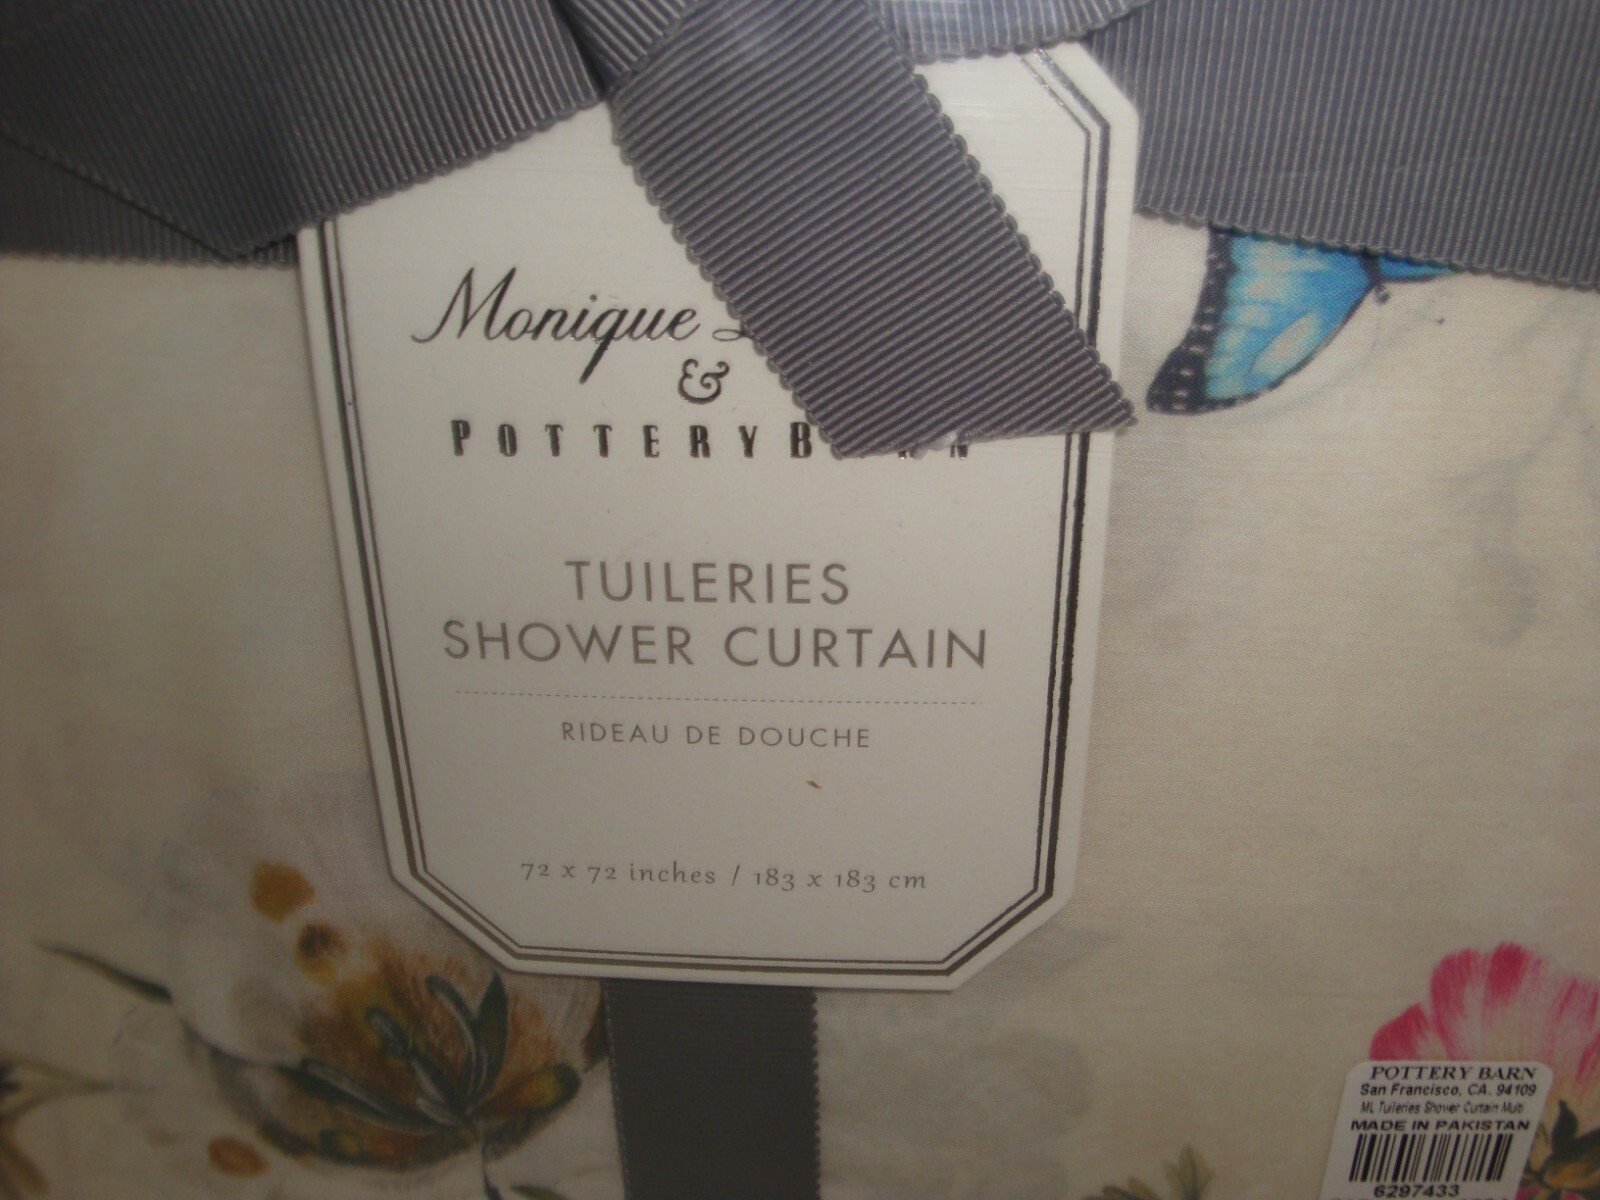 Monique
&
POTTERY
TUILERIES
SHOWER CURTAIN
RIDEAU DE DOUCHE
72 x 72 inches / 183 x 183 cm
POTTERY BARN
San Francisco, CA. 94109
ML Tuileries Shower Curtain Multi
MADE IN PAKISTAN
6297433